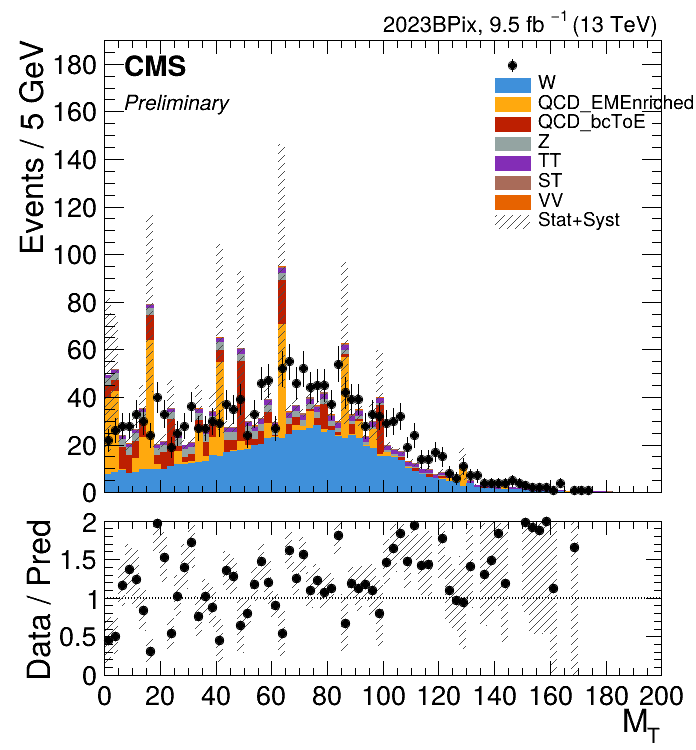 2023BPix, 9.5 fb⁻¹ (13 TeV)
Events / 5 GeV
180
160
140
120
100
80
60
40
20
0
CMS
Preliminary
W
QCD_EMEnriched
QCD_bcToE
Z
TT
ST
VV
Stat+Syst
Data / Pred
2
1.5
1
0.5
0
0 20 40 60 80 100 120 140 160 180 200
M_T